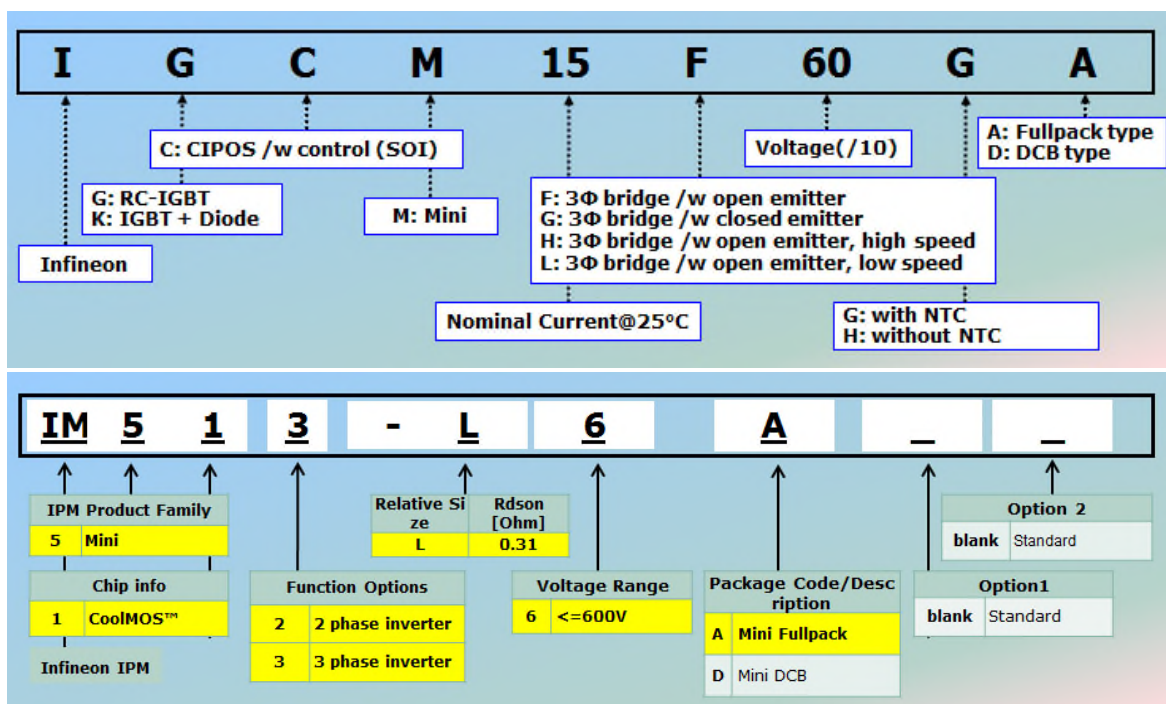 I G C M 15 F 60 G A
C: CIPOS /w control (SOI)
Voltage(/10)
A: Fullpack type
D: DCB type
G: RC-IGBT
K: IGBT + Diode
M: Mini
F: 3Φ bridge /w open emitter
G: 3Φ bridge /w closed emitter
H: 3Φ bridge /w open emitter, high speed
L: 3Φ bridge /w open emitter, low speed
Infineon
Nominal Current@25°C
G: with NTC
H: without NTC
IM 5 1 3 - L 6 A _ _
IPM Product Family
5 Mini
Chip info
1 CoolMOS™
Infineon IPM
Function Options
2 2 phase inverter
3 3 phase inverter
Relative Si
ze
Rdson
[Ohm]
L 0.31
Voltage Range
6 <=600V
Package Code/Desc
ription
A Mini Fullpack
D Mini DCB
Option1
blank Standard
Option 2
blank Standard